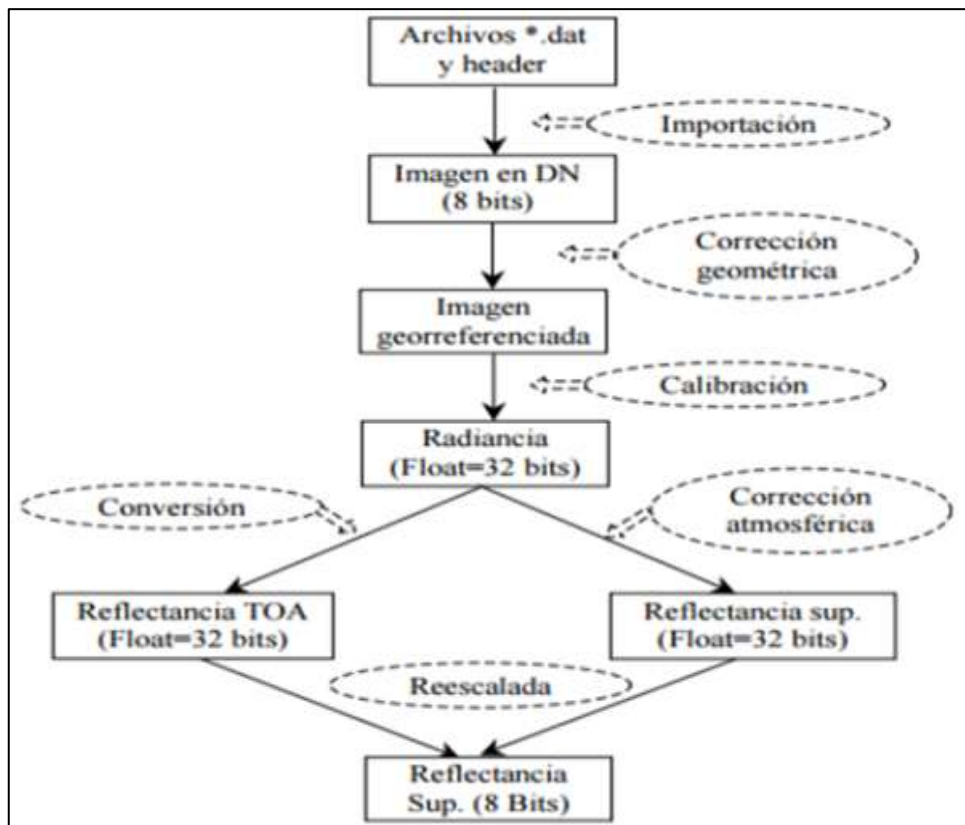 Archivos *.dat
y header
Importación
Imagen en DN
(8 bits)
Corrección
geométrica
Imagen
georreferenciada
Calibración
Radiancia
(Float=32 bits)
Conversión
Corrección
atmosférica
Reflectancia TOA
(Float=32 bits)
Reflectancia sup.
(Float=32 bits)
Reescalada
Reflectancia
Sup. (8 Bits)